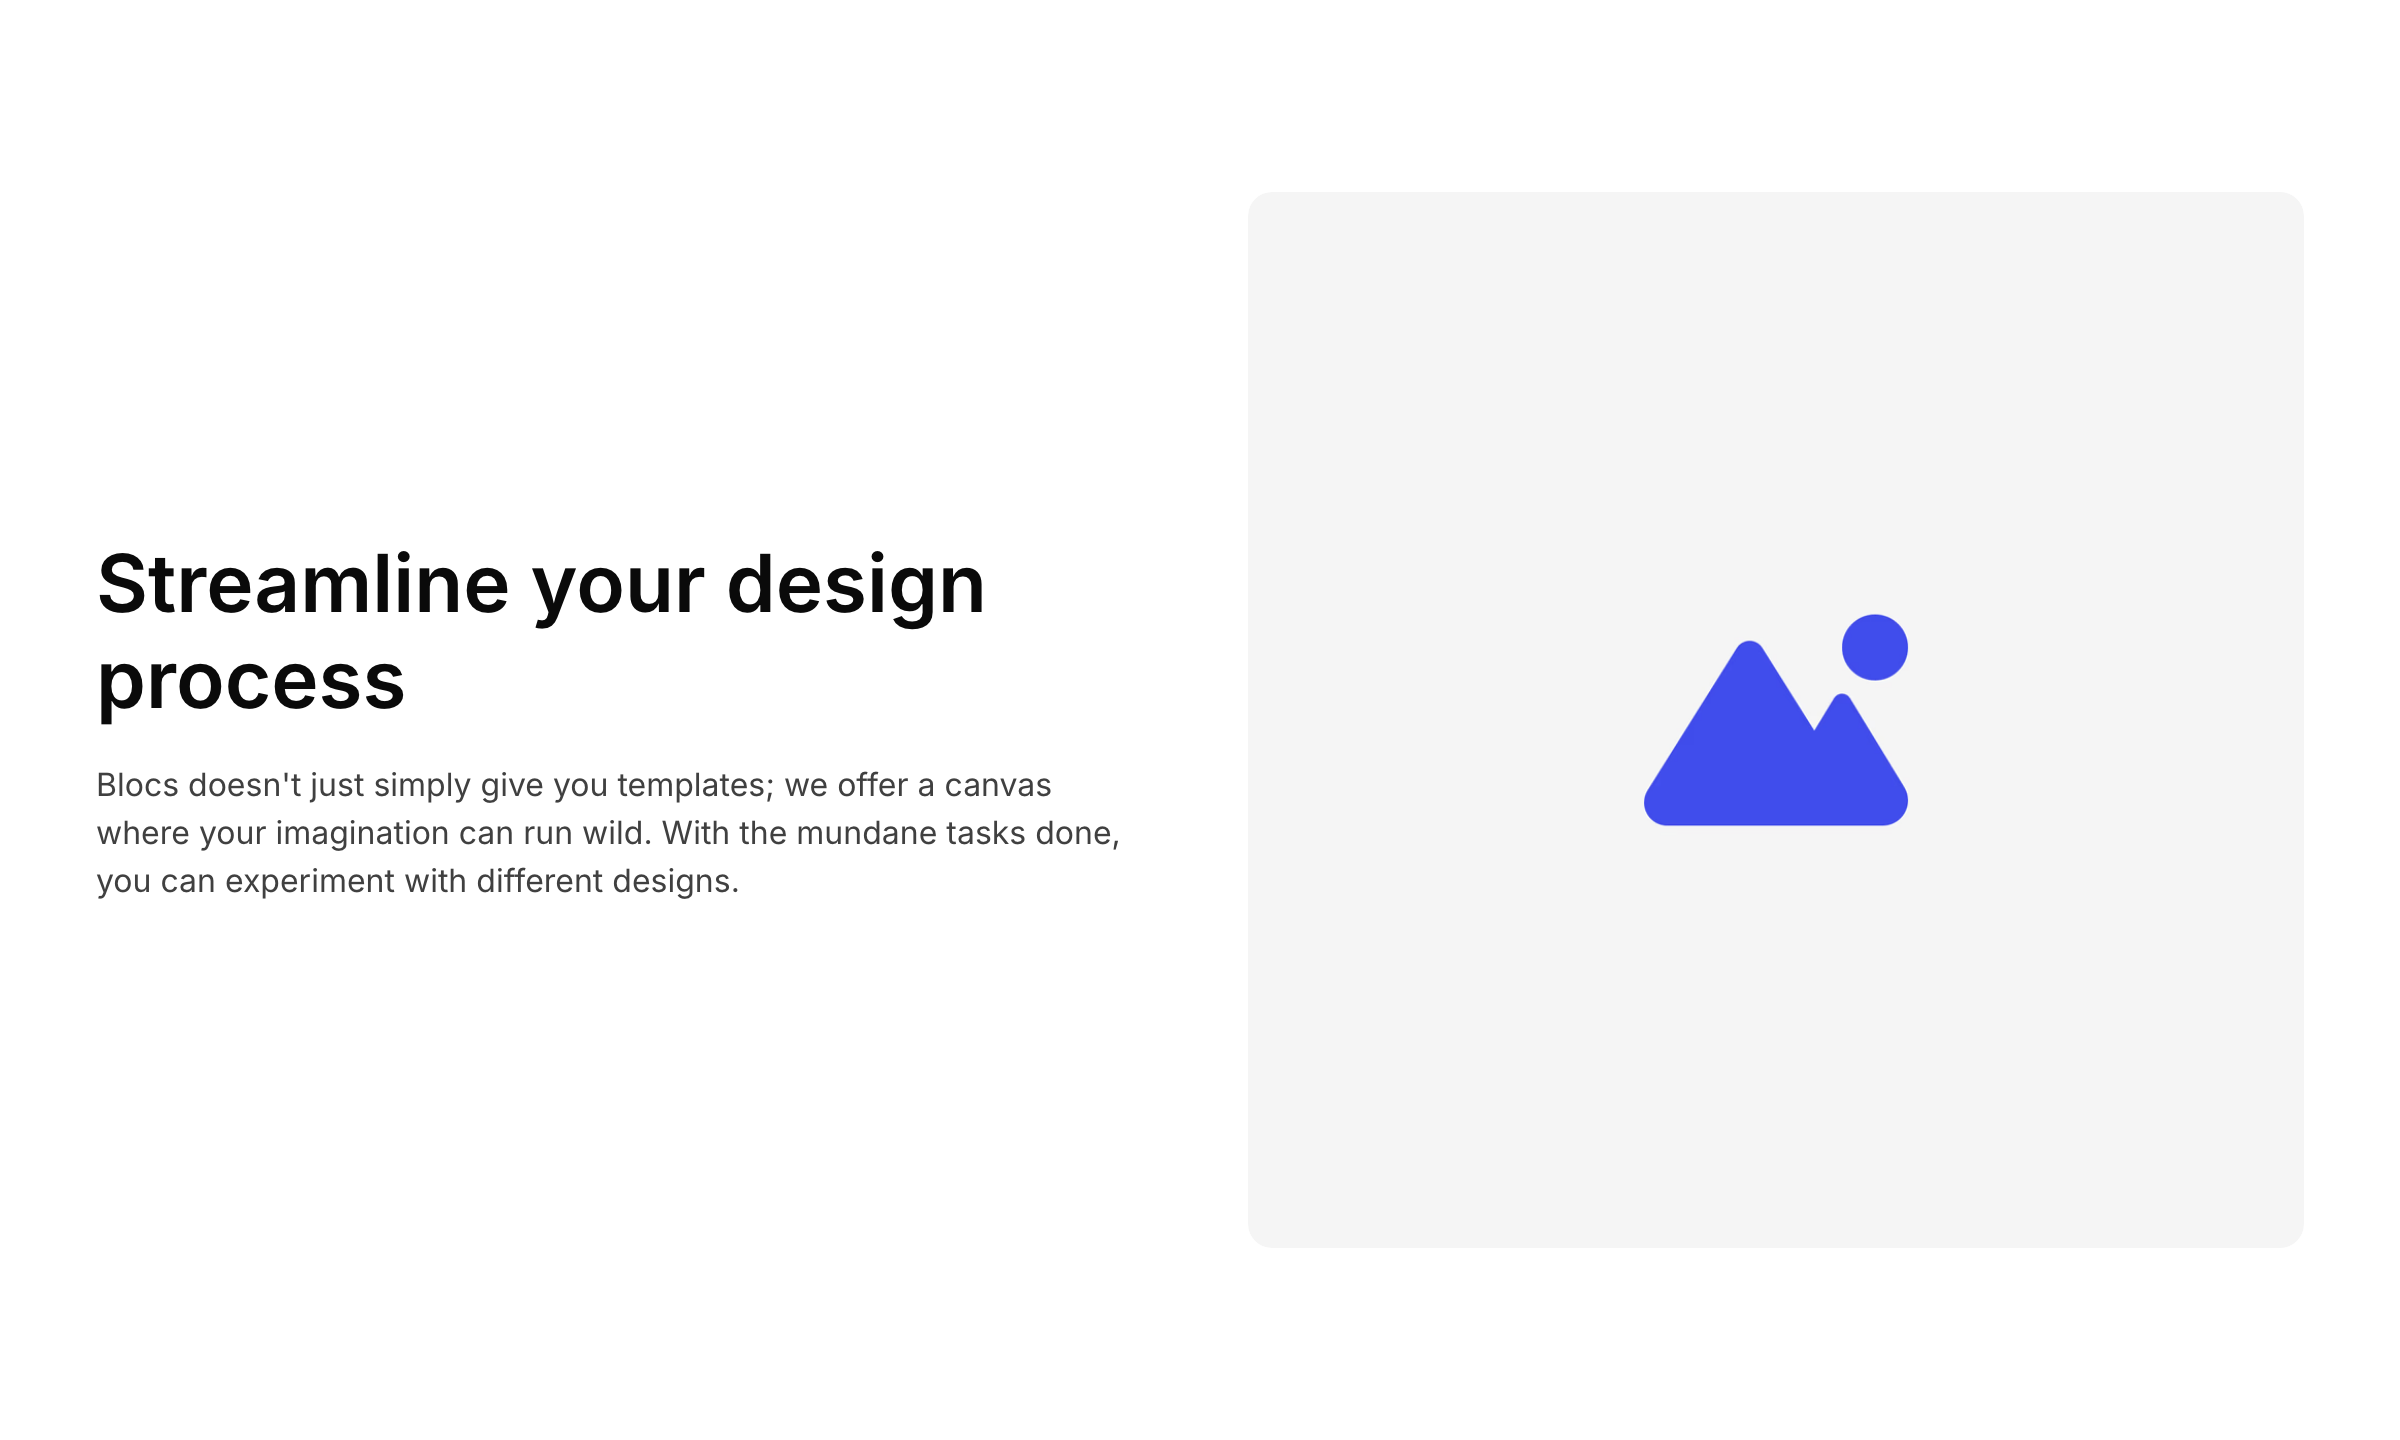 Streamline your design
process
Blocs doesn't just simply give you templates; we offer a canvas
where your imagination can run wild. With the mundane tasks done,
you can experiment with different designs.